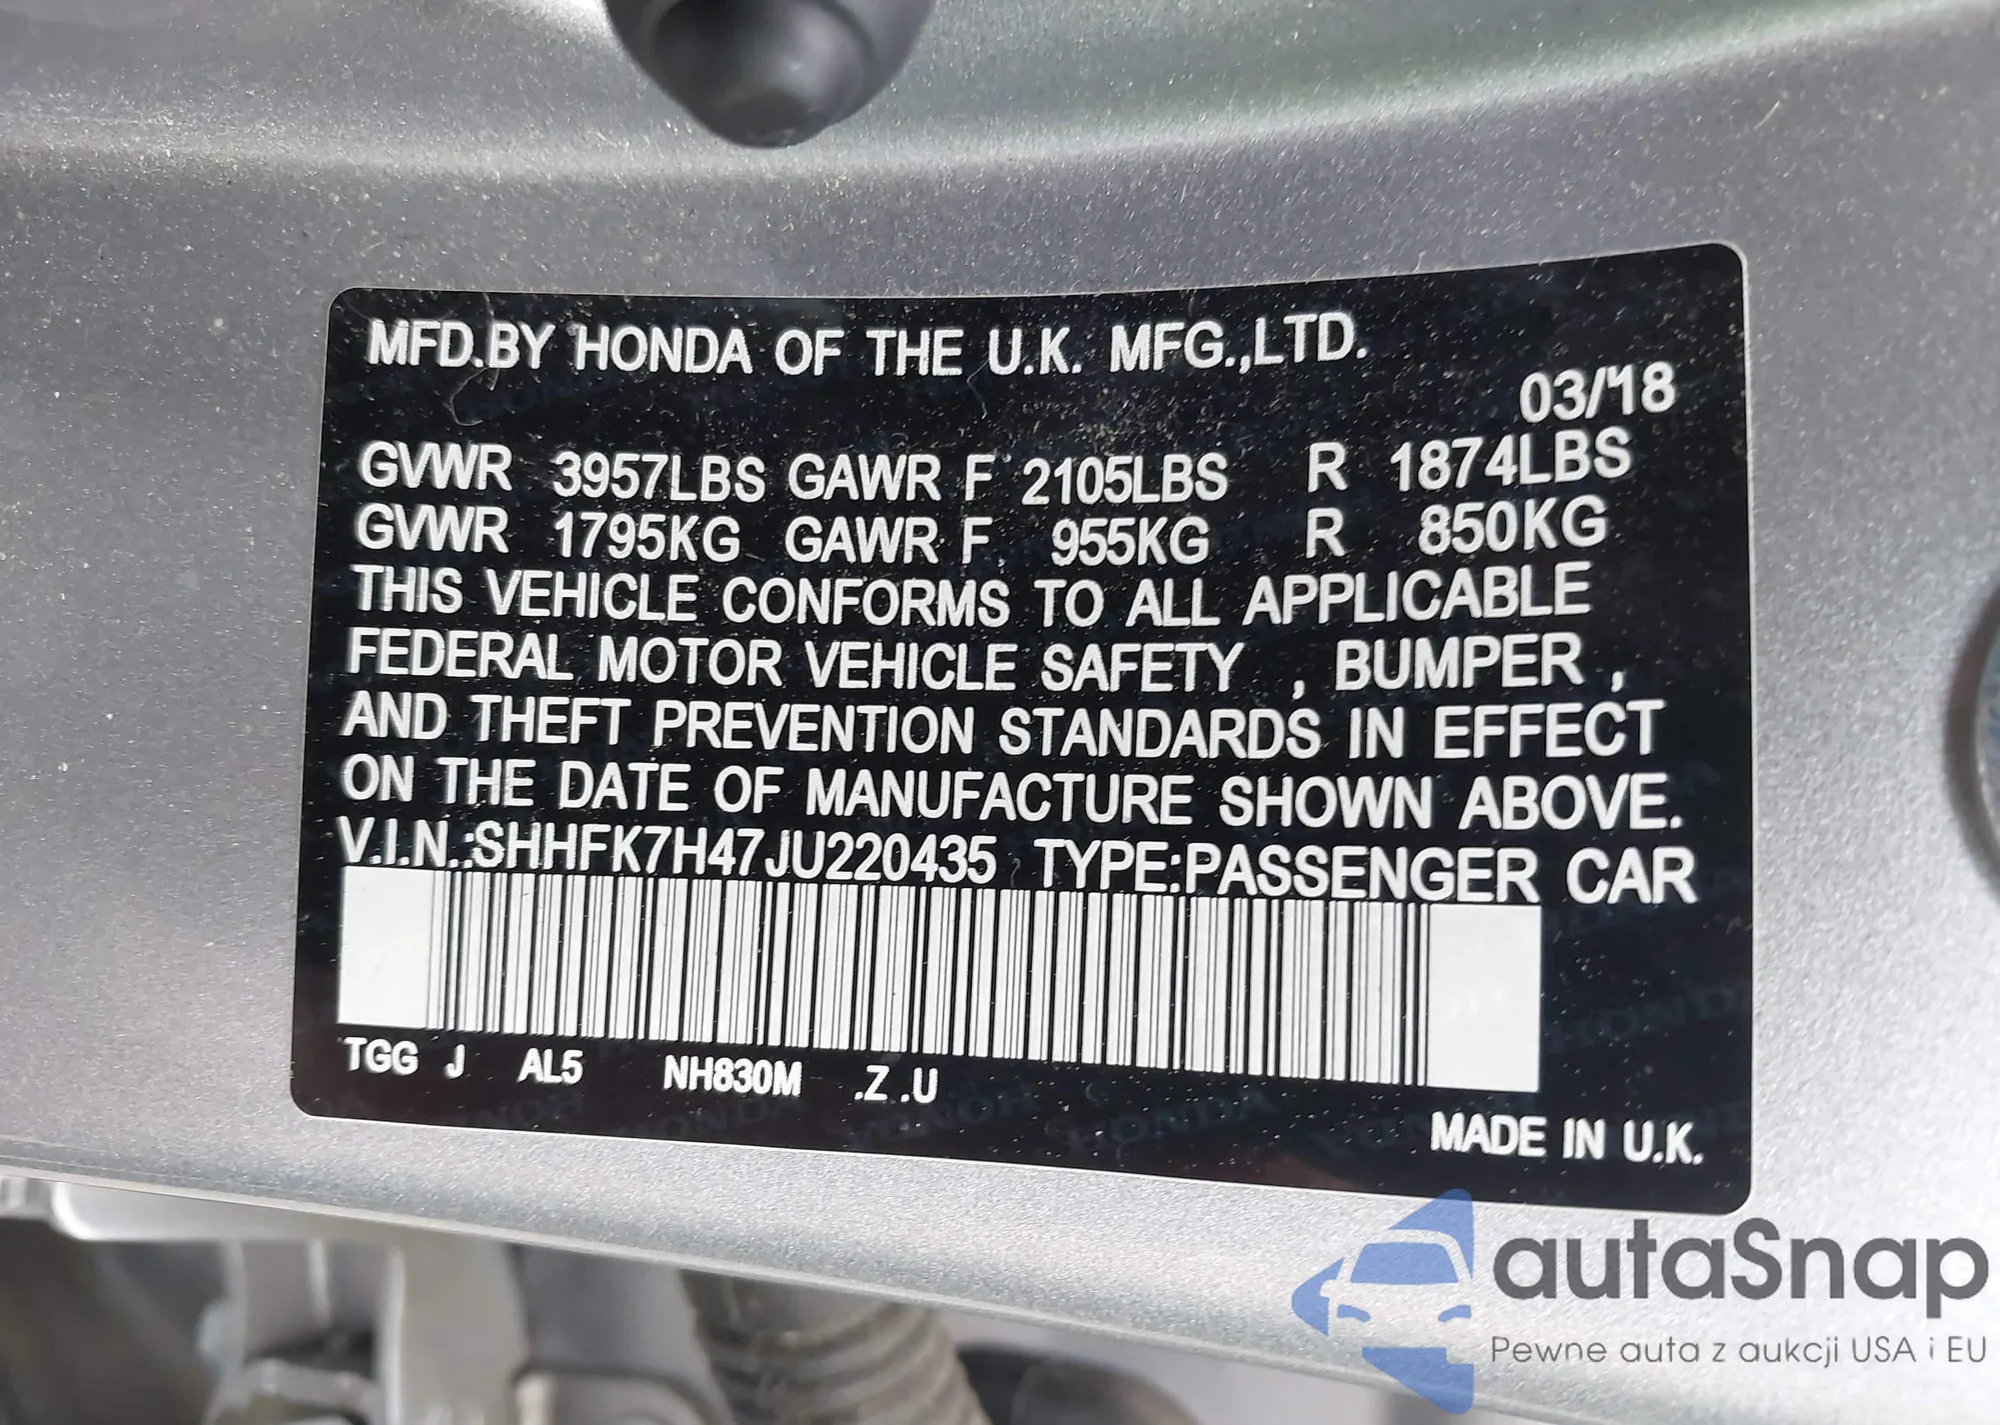 MFD.BY HONDA OF THE U.K. MFG.,LTD.
03/'18
GVWR 3957LBS GAWR F 2105LBS R 1874LBS
GVWR 1795KG GAWR F 955KG R 850KG
THIS VEHICLE CONFORMS TO ALL APPLICABLE
FEDERAL MOTOR VEHICLE SAFETY , BUMPER ,
AND THEFT PREVENTION STANDARDS IN EFFECT
ON THE DATE OF MANUFACTURE SHOWN ABOVE.
V.I.N.:SHHFK7H47JU220435 TYPE:PASSENGER CAR
TGG J AL5 NH830M .Z .U
MADE IN U.K.
autaSnap
Pewne auta z aukcji USA i EU